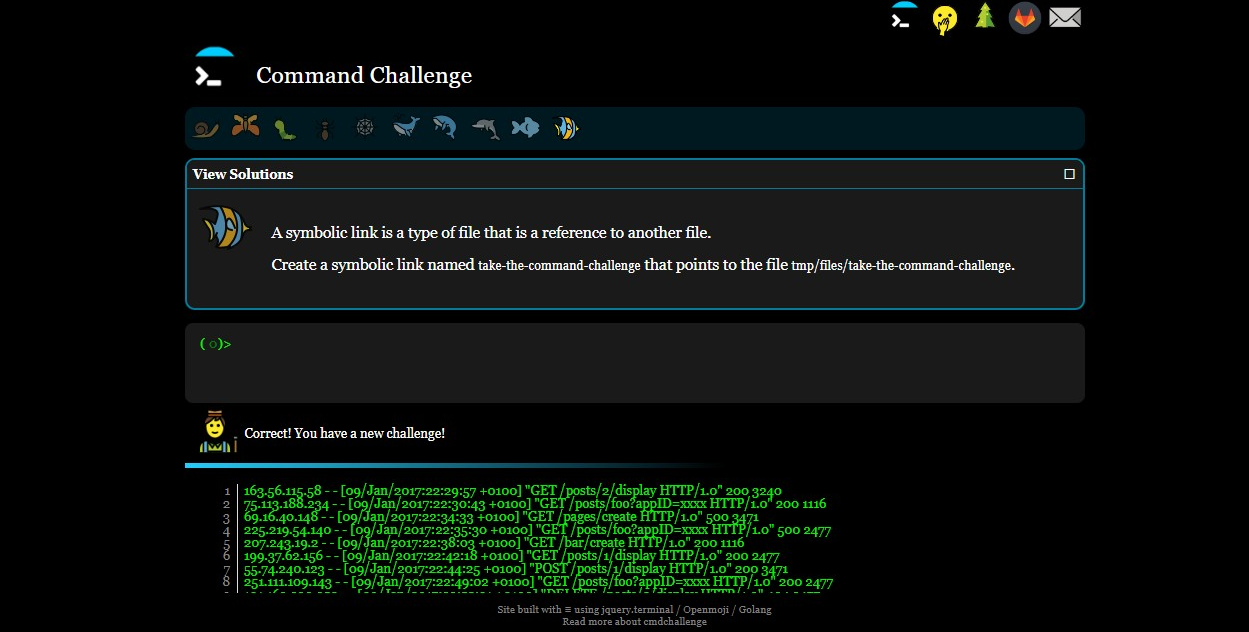 Command Challenge
View Solutions
A symbolic link is a type of file that is a reference to another file.
Create a symbolic link named take-the-command-challenge that points to the file tmp/files/take-the-command-challenge.
( ○)>
Correct! You have a new challenge!
1 163.56.115.58 - - [09/Jan/2017:22:29:57 +0100] "GET /posts/2/display HTTP/1.0" 200 3240
2 75.113.188.234 - - [09/Jan/2017:22:30:43 +0100] "GET /posts/foo?appID=xxxx HTTP/1.0" 200 1116
3 69.16.40.148 - - [09/Jan/2017:22:34:33 +0100] "GET /pages/create HTTP/1.0" 500 3471
4 225.219.54.140 - - [09/Jan/2017:22:35:30 +0100] "GET /posts/foo?appID=xxxx HTTP/1.0" 500 2477
5 207.243.19.2 - - [09/Jan/2017:22:38:03 +0100] "GET /bar/create HTTP/1.0" 200 1116
6 199.37.62.156 - - [09/Jan/2017:22:42:18 +0100] "GET /posts/1/display HTTP/1.0" 200 2477
7 55.74.240.123 - - [09/Jan/2017:22:44:25 +0100] "POST /posts/1/display HTTP/1.0" 200 3471
8 251.111.109.143 - - [09/Jan/2017:22:49:02 +0100] "GET /posts/foo?appID=xxxx HTTP/1.0" 200 2477
Site built with ≡ using jquery.terminal / Openmoji / Golang
Read more about cmdchallenge